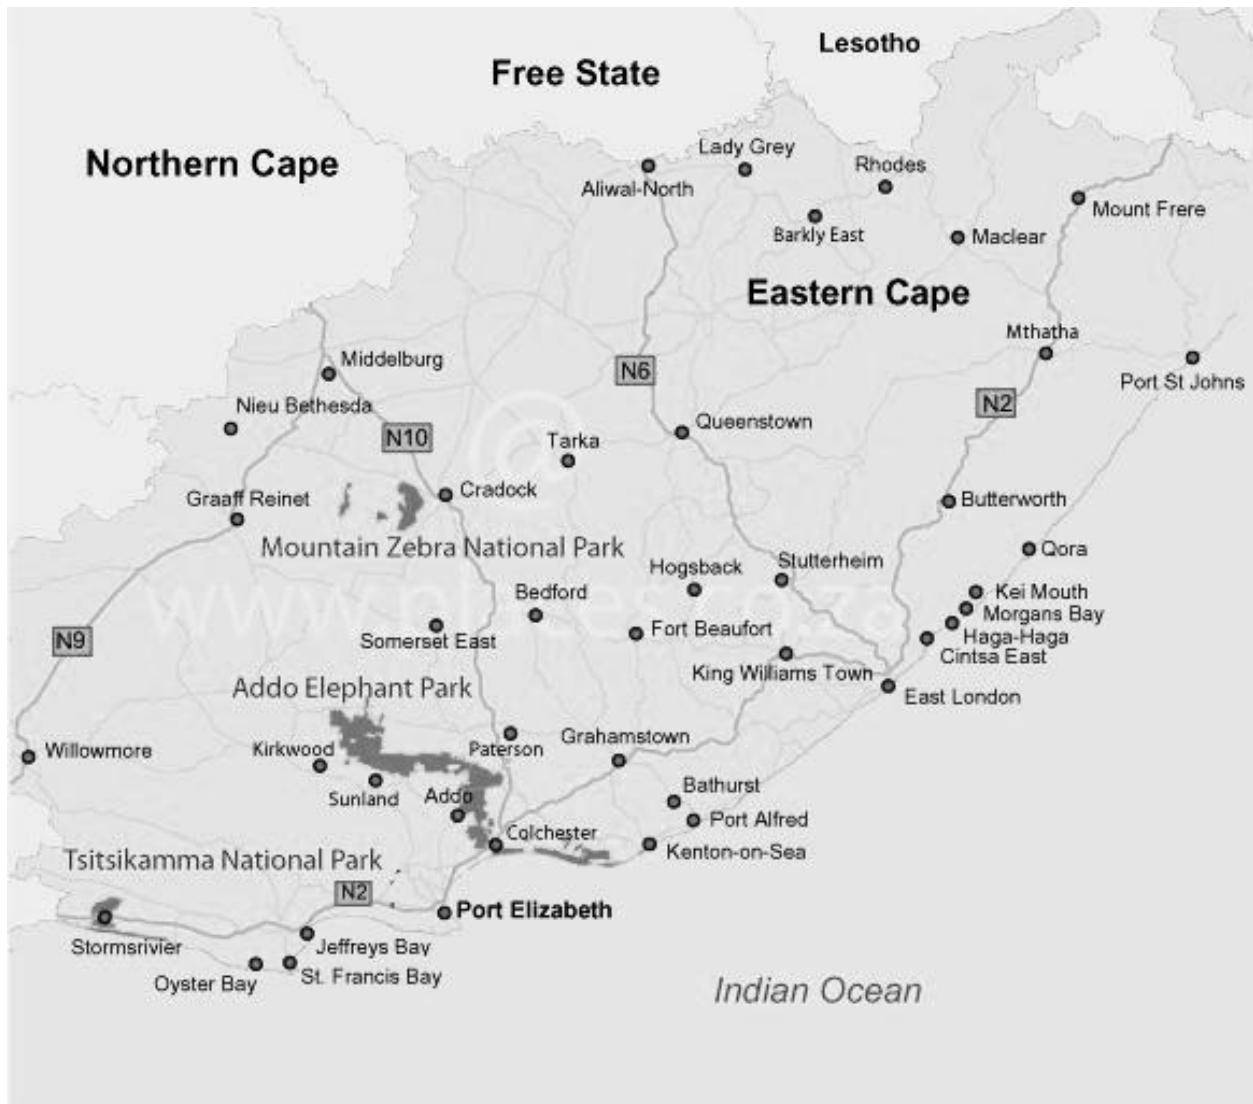 Lesotho
Free State
Northern Cape
Lady Grey
Rhodes
Aliwal-North
Mount Frere
Barkly East
Maclear
Eastern Cape
Mthatha
Middelburg
N6
Port St Johns
Nieu Bethesda
N2
N10
Queenstown
Tarka
@
Cradock
Graaff Reinet
Butterworth
Mountain Zebra National Park
Qora
Hogsback
Stutterheim
Bedford
Kei Mouth
www.places.co.za
Morgans Bay
N9
Somerset East
Fort Beaufort
Haga-Haga
Cintsa East
King Williams Town
Addo Elephant Park
East London
Willowmore
Kirkwood
Paterson
Grahamstown
Sunland
Addo
Bathurst
Port Alfred
Colchester
Kenton-on-Sea
Tsitsikamma National Park
N2
Port Elizabeth
Stormsrivier
Jeffreys Bay
Oyster Bay
St. Francis Bay
Indian Ocean